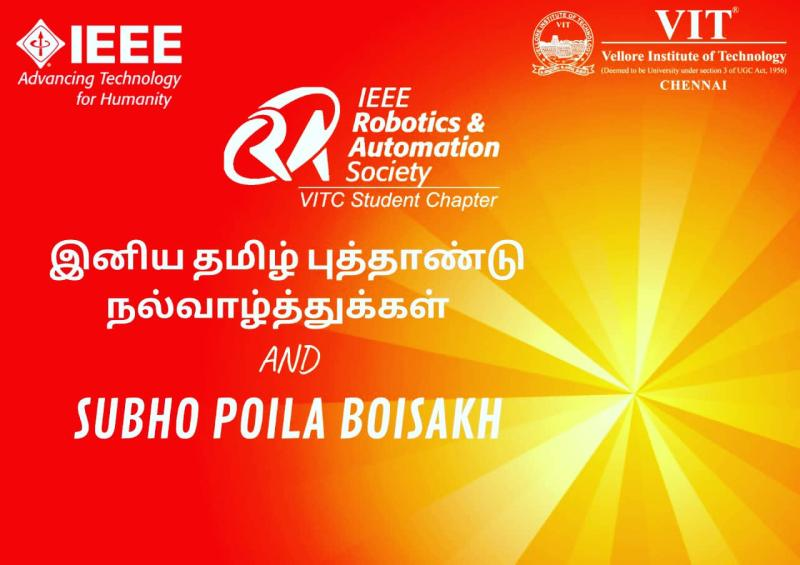 IEEE
Advancing Technology
for Humanity
VIT®
Vellore Institute of Technology
(Deemed to be University under section 3 of UGC Act, 1956)
CHENNAI
IEEE
Robotics &
Automation
Society
VITC Student Chapter
இனிய தமிழ் புத்தாண்டு
நல்வாழ்த்துக்கள்
AND
SUBHO POILA BOISAKH